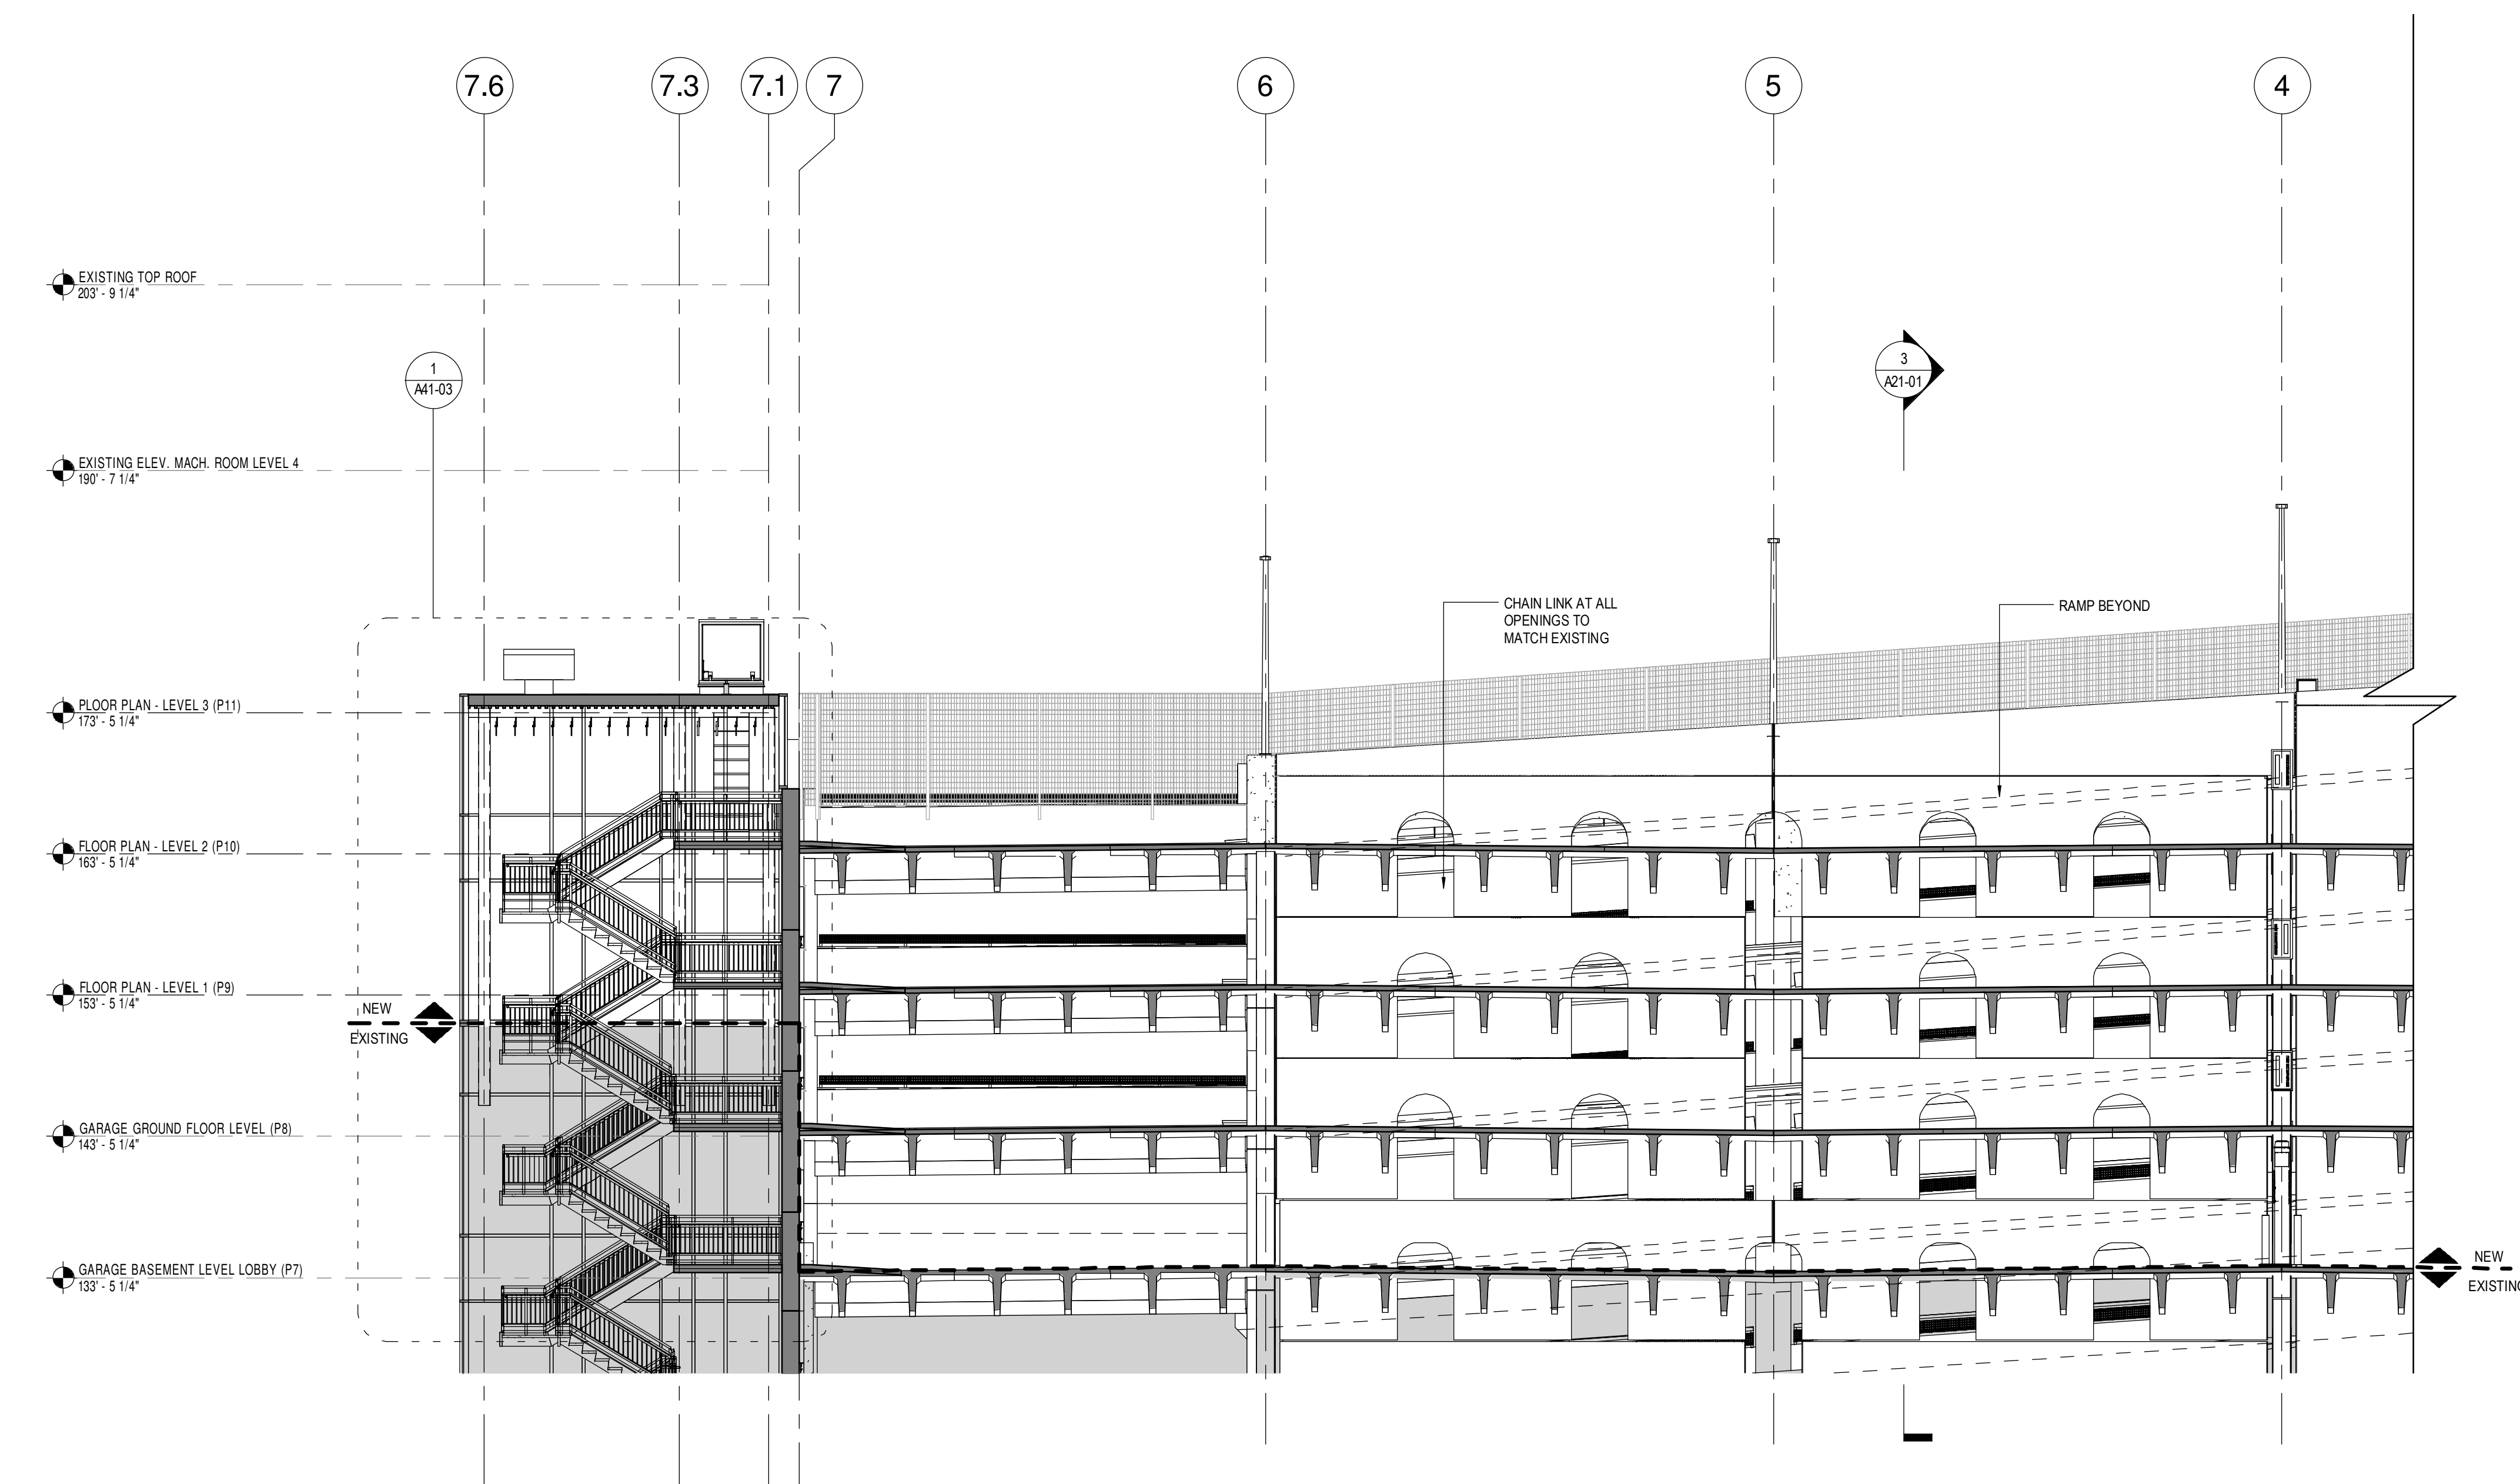 7.6
7.3
7.1
7
6
5
4
EXISTING TOP ROOF
203' - 9 1/4"
1
A41-03
3
A21-01
EXISTING ELEV. MACH. ROOM LEVEL 4
190' - 7 1/4"
CHAIN LINK AT ALL
OPENINGS TO
MATCH EXISTING
RAMP BEYOND
PLOOR PLAN - LEVEL 3 (P11)
173' - 5 1/4"
FLOOR PLAN - LEVEL 2 (P10)
163' - 5 1/4"
FLOOR PLAN - LEVEL 1 (P9)
153' - 5 1/4"
NEW
EXISTING
GARAGE GROUND FLOOR LEVEL (P8)
143' - 5 1/4"
GARAGE BASEMENT LEVEL LOBBY (P7)
133' - 5 1/4"
NEW
EXISTING